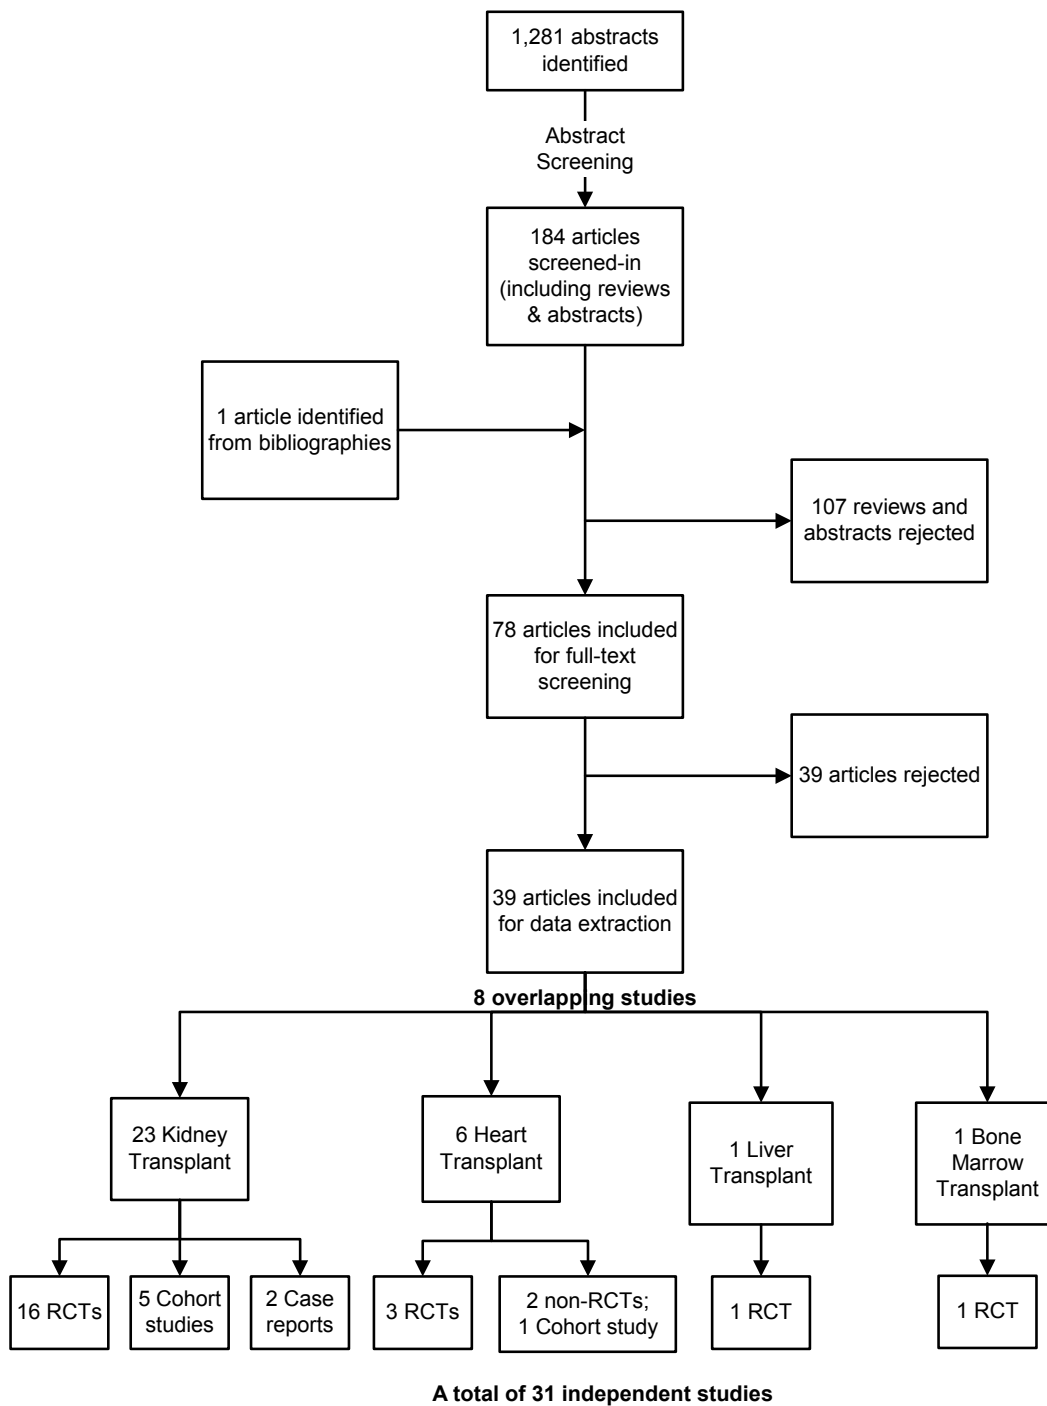 1,281 abstracts
identified
Abstract
Screening
184 articles
screened-in
(including reviews
& abstracts)
1 article identified
from bibliographies
107 reviews and
abstracts rejected
78 articles included
for full-text
screening
39 articles rejected
39 articles included
for data extraction
8 overlapping studies
23 Kidney
Transplant
6 Heart
Transplant
1 Liver
Transplant
1 Bone
Marrow
Transplant
16 RCTs
5 Cohort
studies
2 Case
reports
3 RCTs
2 non-RCTs;
1 Cohort study
1 RCT
1 RCT
A total of 31 independent studies